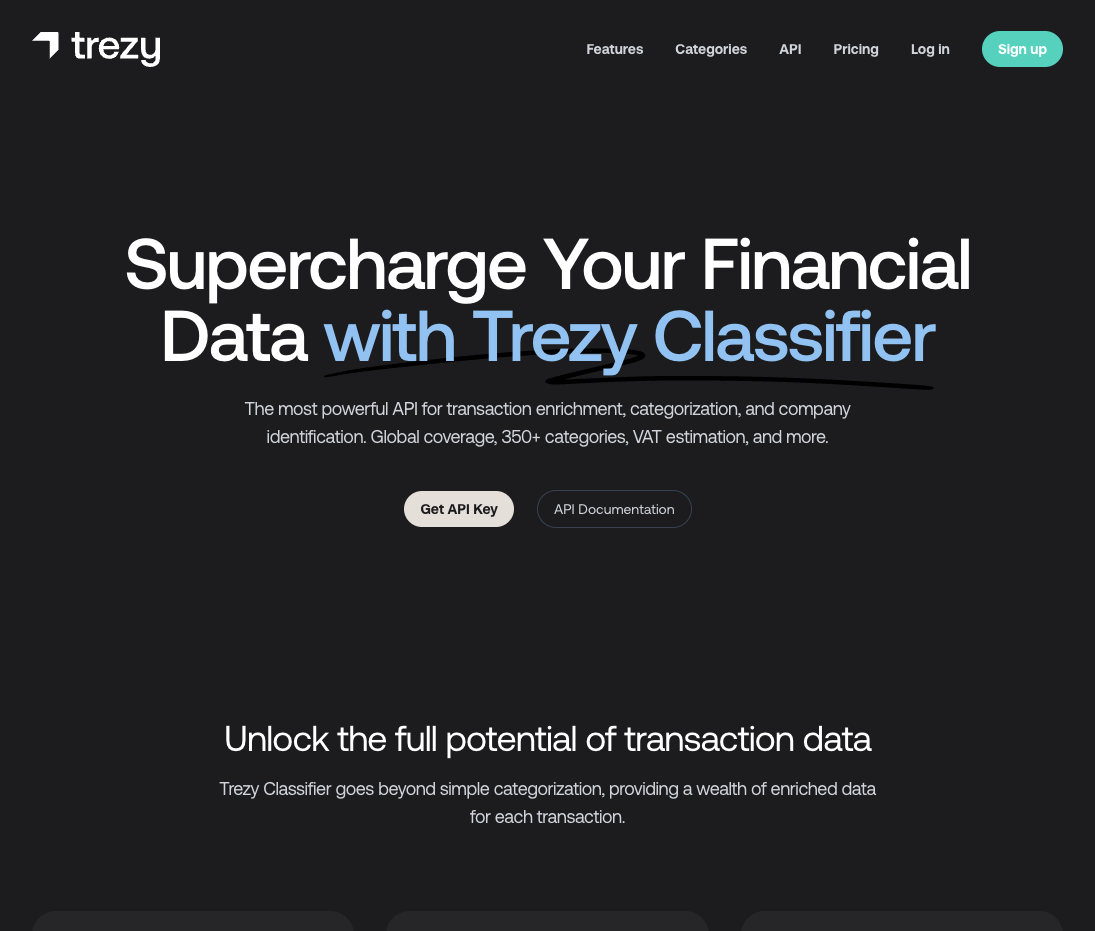 trezy
Features
Categories
API
Pricing
Log in
Sign up
Supercharge Your Financial
Data with Trezy Classifier
The most powerful API for transaction enrichment, categorization, and company
identification. Global coverage, 350+ categories, VAT estimation, and more.
Get API Key
API Documentation
Unlock the full potential of transaction data
Trezy Classifier goes beyond simple categorization, providing a wealth of enriched data
for each transaction.